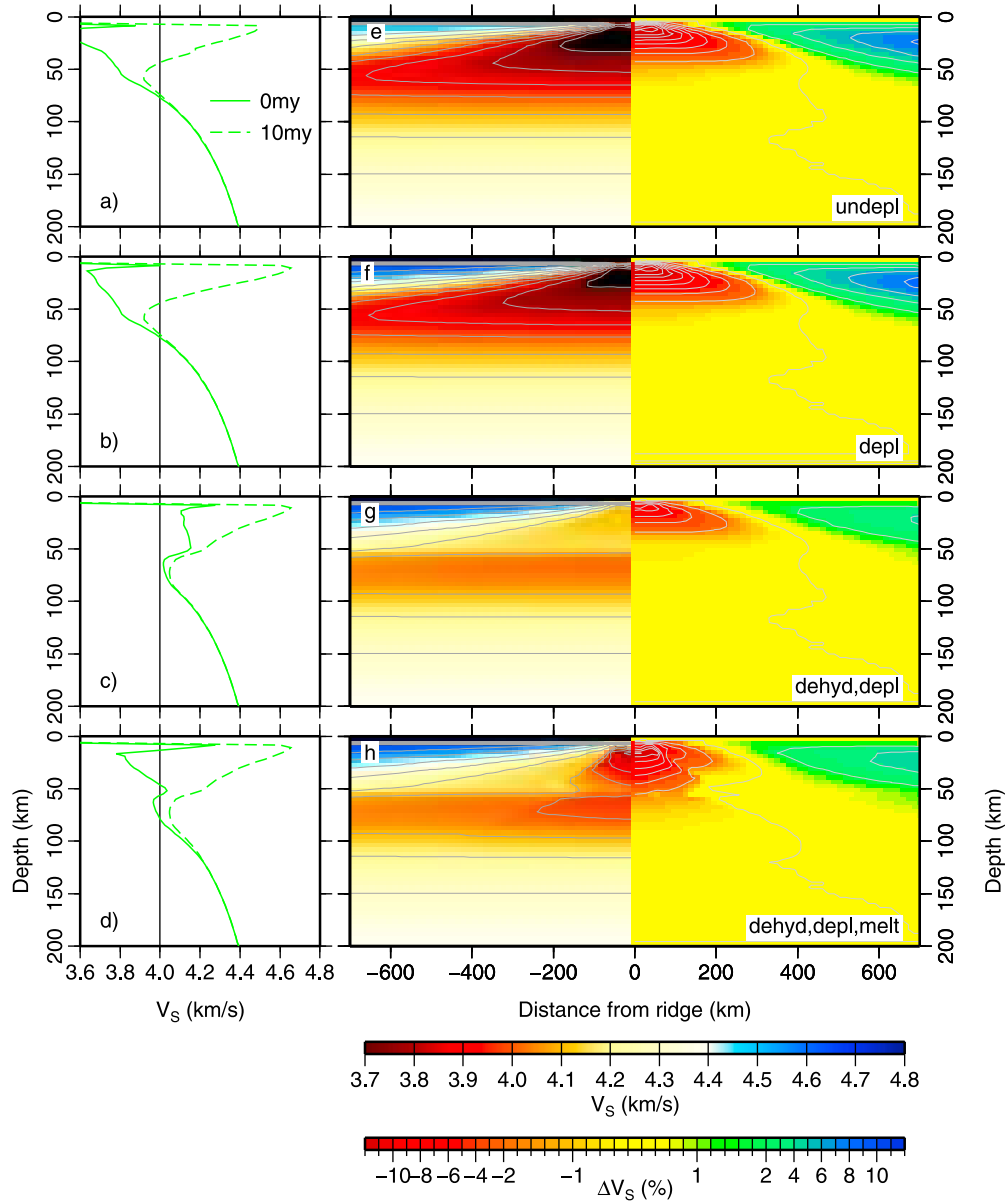 e
0my
10my
a)
undepl
0
50
100
150
200
0
50
100
150
200
f
b)
depl
0
50
100
150
200
0
50
100
150
200
g
c)
dehyd,depl
0
50
100
150
200
0
50
100
150
200
h
d)
dehyd,depl,melt
0
50
100
150
200
Depth (km)
0
50
100
150
200
Depth (km)
3.6 4.0 4.2 4.4 4.6 4.8
V_S (km/s)
−600 −400 −200 0 200 400 600
Distance from ridge (km)
3.7 3.8 3.9 4.0 4.1 4.2 4.3 4.4 4.5 4.6 4.7 4.8
V_S (km/s)
−10 −8 −6 −4 −2 −1 1 2 4 6 8 10
ΔV_S (%)